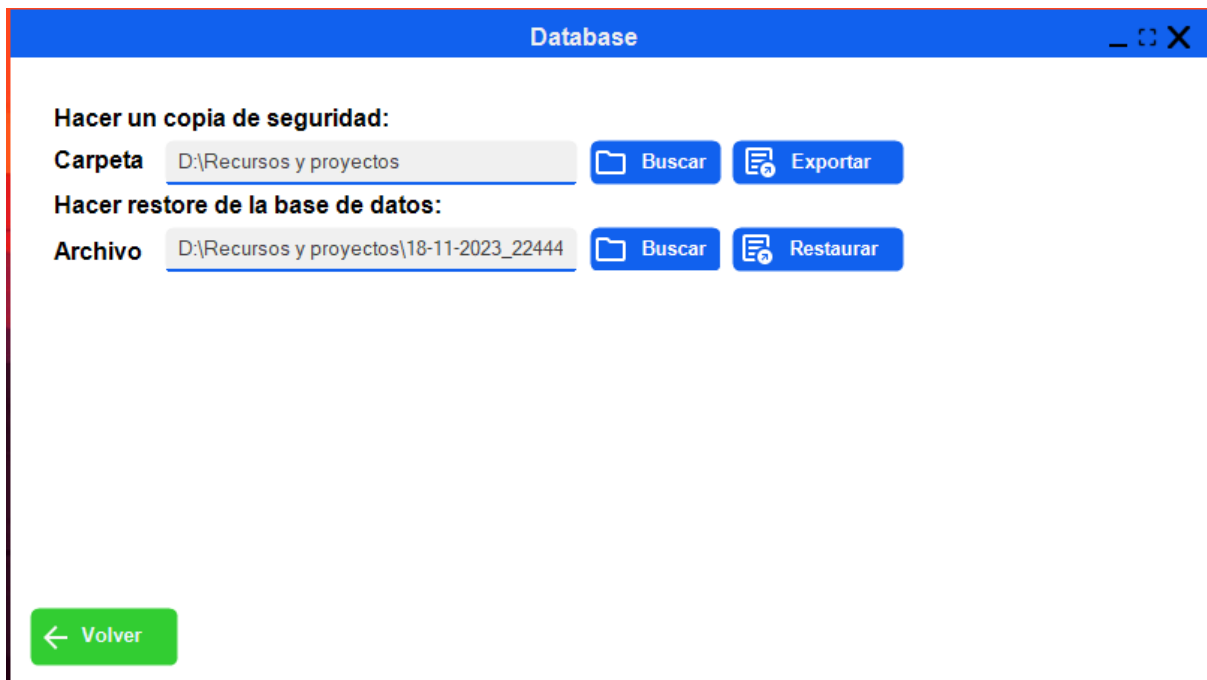 Database
Hacer un copia de seguridad:
Carpeta D:\Recursos y proyectos Buscar Exportar
Hacer restore de la base de datos:
Archivo D:\Recursos y proyectos\18-11-2023_22444 Buscar Restaurar
Volver